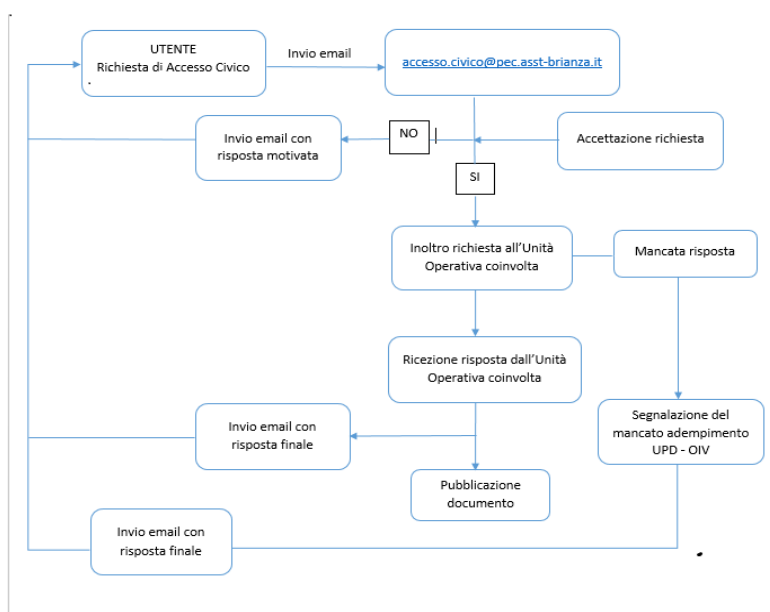 UTENTE
Richiesta di Accesso Civico
Invio email
accesso.civico@pec.asst-brianza.it
Invio email con
risposta motivata
NO
Accettazione richiesta
SI
Inoltro richiesta all'Unità
Operativa coinvolta
Mancata risposta
Ricezione risposta dall'Unità
Operativa coinvolta
Invio email con
risposta finale
Segnalazione del
mancato adempimento
UPD - OIV
Pubblicazione
documento
Invio email con
risposta finale